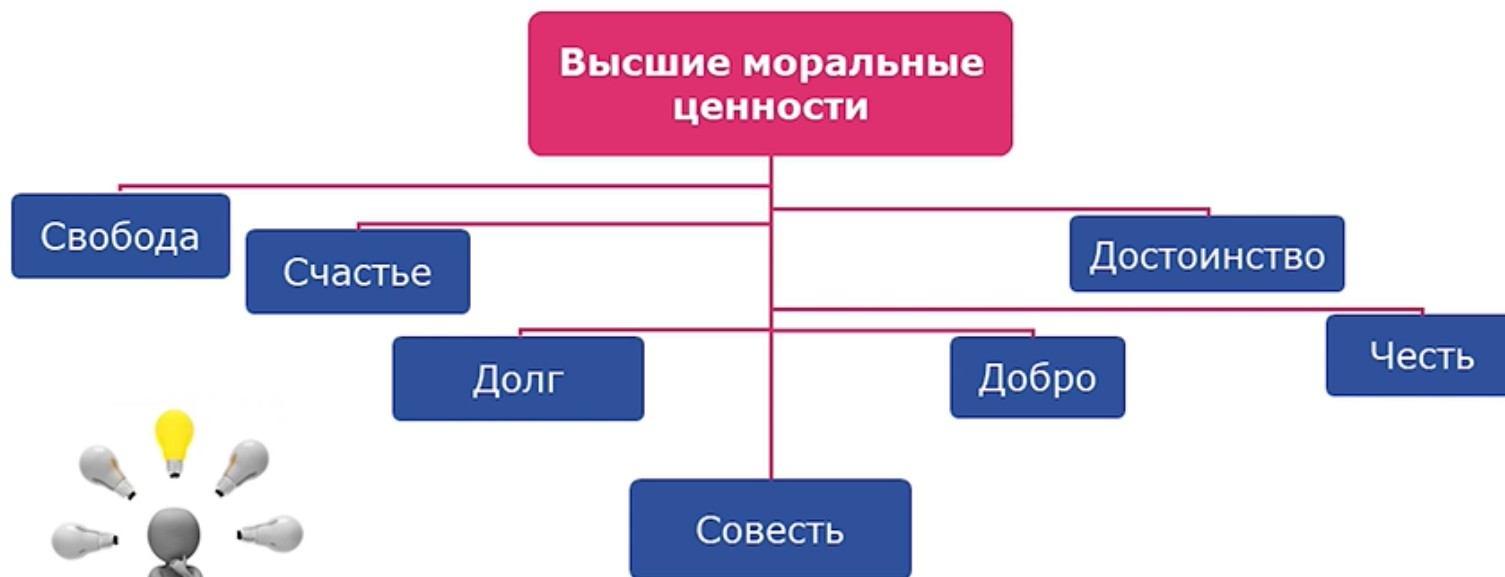 Высшие моральные
ценности
Свобода
Счастье
Достоинство
Долг
Добро
Честь
Совесть